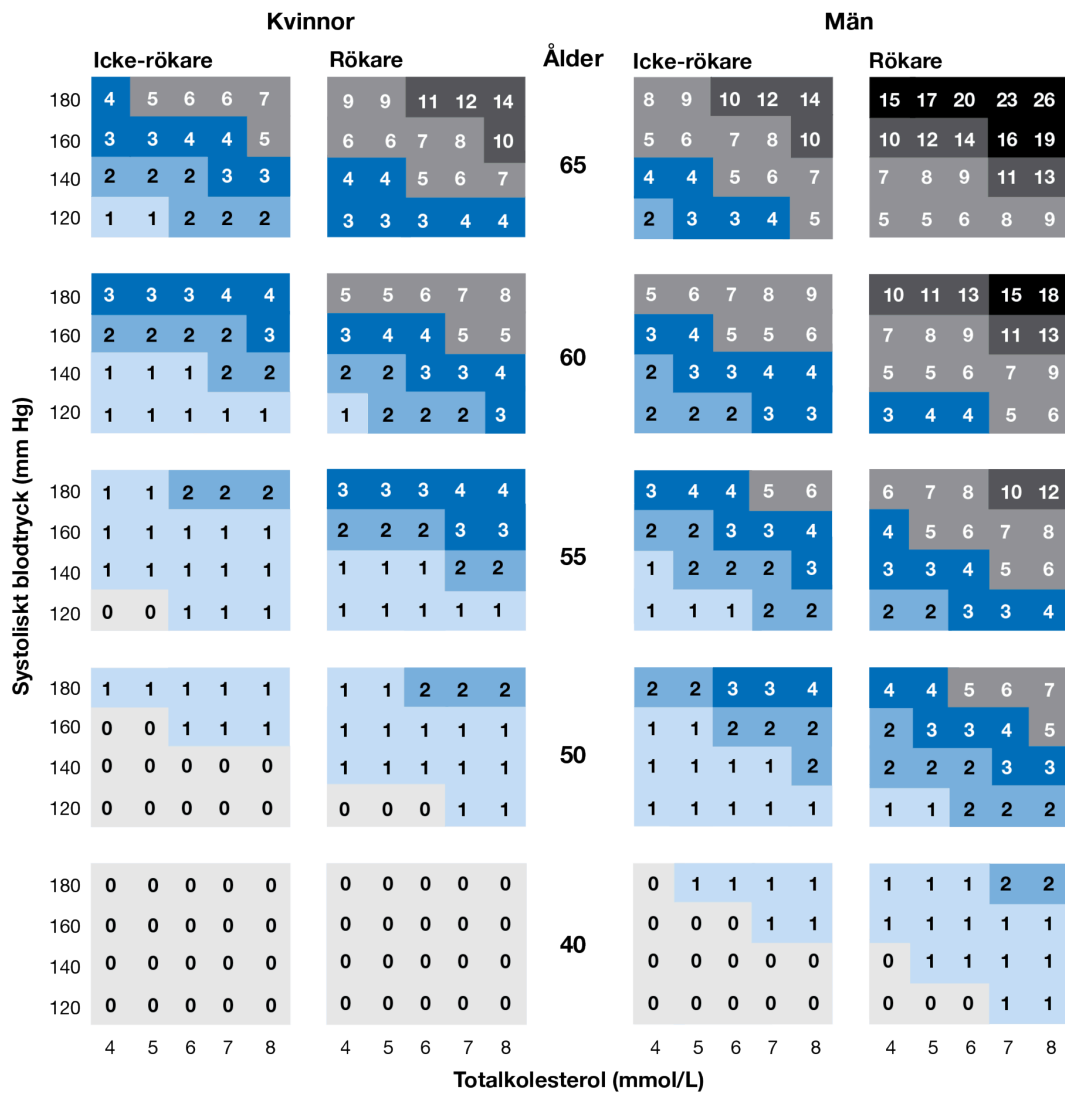 Kvinnor Män
Icke-rökare Rökare Ålder Icke-rökare Rökare
180 4 5 6 6 7 9 9 11 12 14 8 9 10 12 14 15 17 20 23 26
160 3 3 4 4 5 6 6 7 8 10 5 6 7 8 10 10 12 14 16 19
65
140 2 2 2 3 3 4 4 5 6 7 4 4 5 6 7 7 8 9 11 13
120 1 1 2 2 2 3 3 3 4 4 2 3 3 4 5 5 5 6 8 9
180 3 3 3 4 4 5 5 6 7 8 5 6 7 8 9 10 11 13 15 18
160 2 2 2 2 3 3 4 4 5 5 3 4 5 5 6 7 8 9 11 13
60
140 1 1 1 2 2 2 2 3 3 4 2 3 3 4 4 5 5 6 7 9
120 1 1 1 1 1 1 2 2 2 3 2 2 2 3 3 3 4 4 5 6
180 1 1 2 2 2 3 3 3 4 4 3 4 4 5 6 6 7 8 10 12
160 1 1 1 1 1 2 2 2 3 3 2 2 3 3 4 4 5 6 7 8
55
140 1 1 1 1 1 1 1 1 2 2 1 2 2 2 3 3 3 4 5 6
120 0 0 1 1 1 1 1 1 1 1 1 1 1 2 2 2 2 3 3 4
180 1 1 1 1 1 1 1 2 2 2 2 2 3 3 4 4 4 5 6 7
160 0 0 1 1 1 1 1 1 1 1 1 1 2 2 2 2 3 3 4 5
50
140 0 0 0 0 0 1 1 1 1 1 1 1 1 1 2 2 2 2 3 3
120 0 0 0 0 0 0 0 0 1 1 1 1 1 1 1 1 1 2 2 2
180 0 0 0 0 0 0 0 0 0 0 0 1 1 1 1 1 1 1 2 2
160 0 0 0 0 0 0 0 0 0 0 0 0 0 1 1 1 1 1 1 1
40
140 0 0 0 0 0 0 0 0 0 0 0 0 0 0 0 0 1 1 1 1
120 0 0 0 0 0 0 0 0 0 0 0 0 0 0 0 0 0 0 1 1
4 5 6 7 8 4 5 6 7 8 4 5 6 7 8 4 5 6 7 8
Totalkolesterol (mmol/L)
Systoliskt blodtryck (mm Hg)